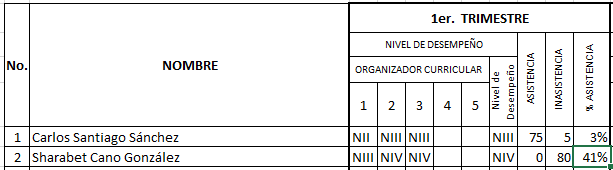 1er. TRIMESTRE
No. NOMBRE
NIVEL DE DESEMPEÑO
ORGANIZADOR CURRICULAR
1 2 3 4 5
Nivel de Desempeño
ASISTENCIA
INASISTENCIA
% ASISTENCIA
1 Carlos Santiago Sánchez NII NIII NIII NIII 75 5 3%
2 Sharabet Cano González NIII NIV NIV NIV 0 80 41%